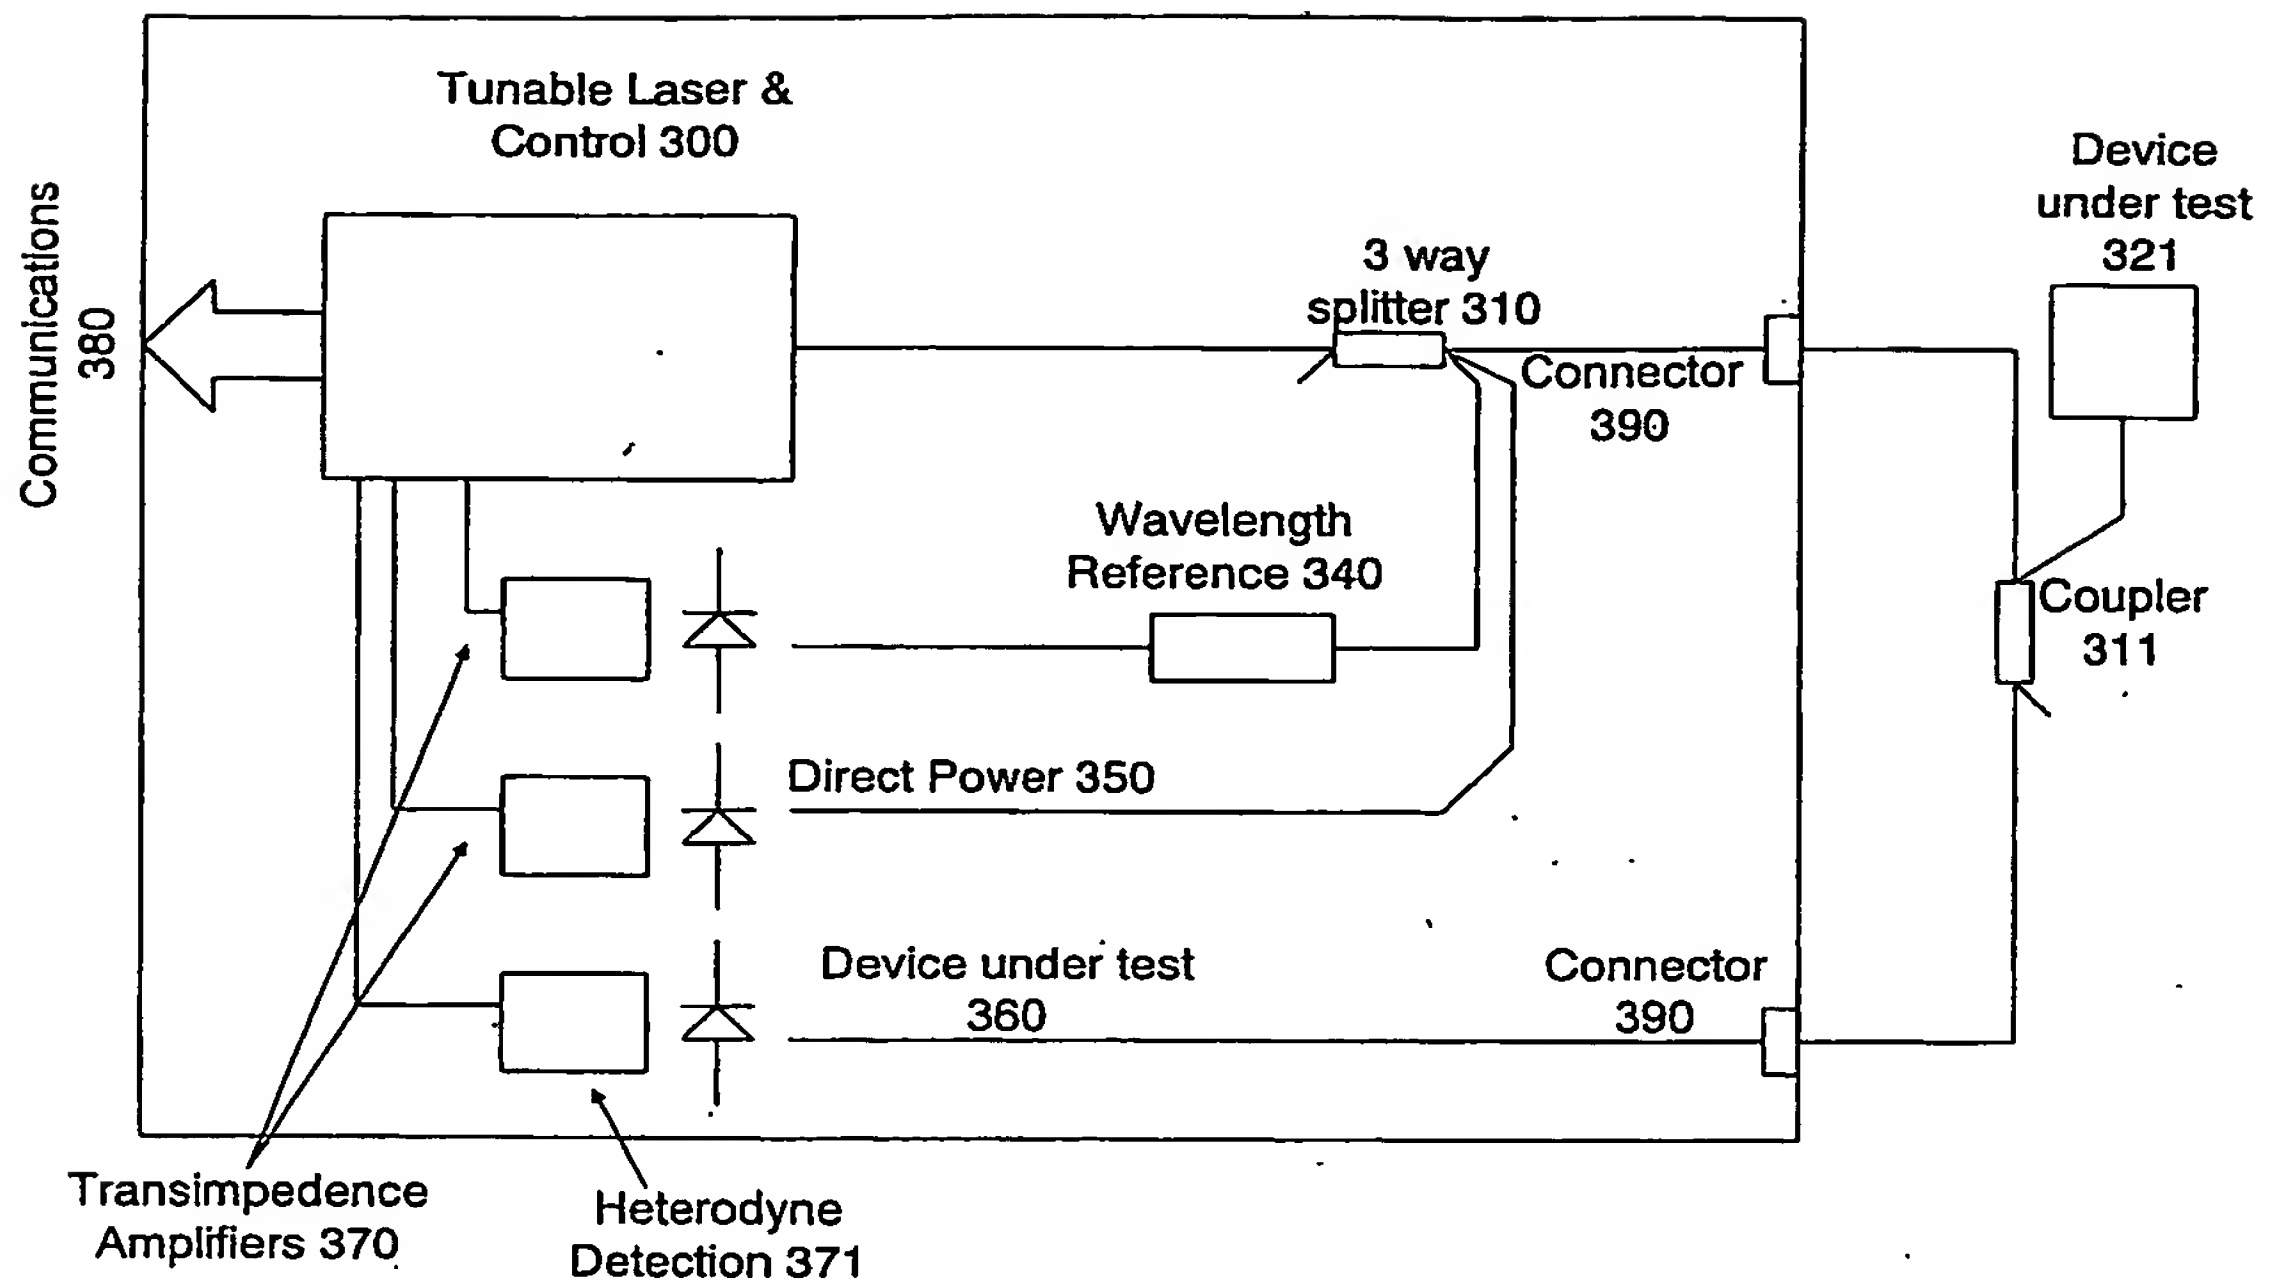 Tunable Laser &
Control 300
Communications
380
Device
under test
321
3 way
splitter 310
Connector
390
Wavelength
Reference 340
Coupler
311
Direct Power 350
Device under test
360
Connector
390
Transimpedence
Amplifiers 370
Heterodyne
Detection 371